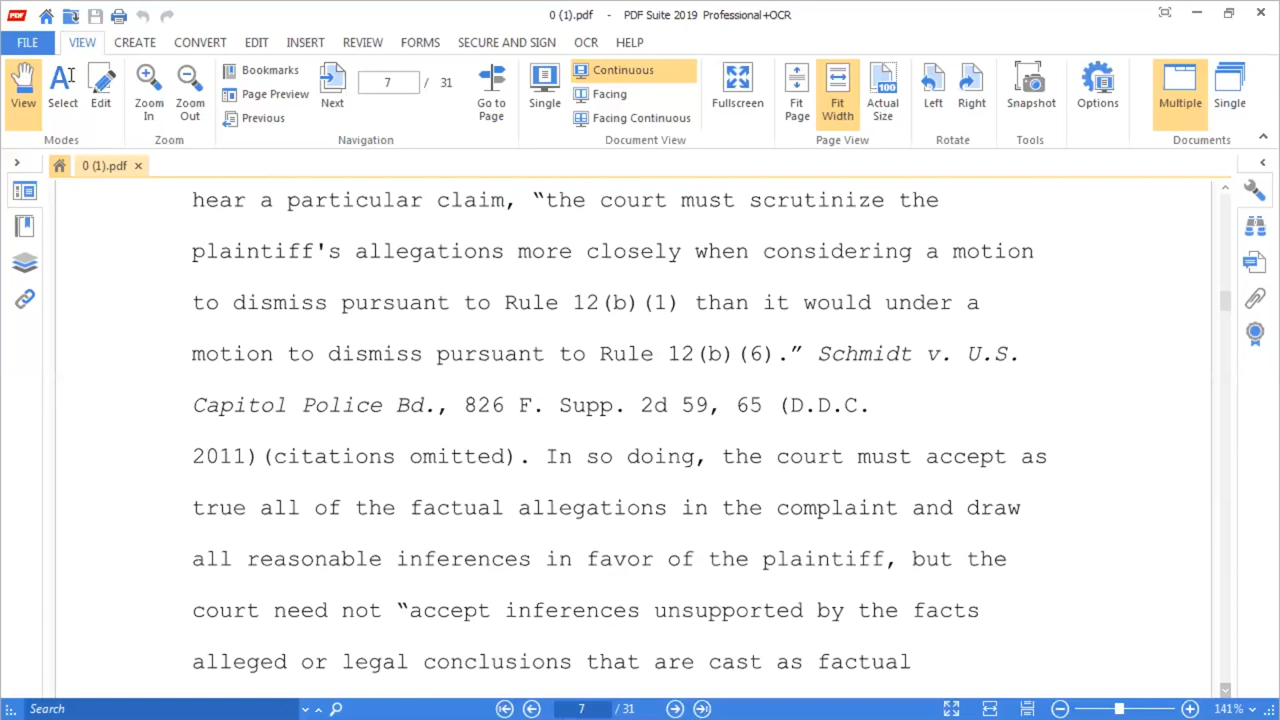 0 (1).pdf - PDF Suite 2019 Professional+OCR
FILE VIEW CREATE CONVERT EDIT INSERT REVIEW FORMS SECURE AND SIGN OCR HELP
View
Select
Edit
Modes
Zoom In
Zoom Out
Zoom
Bookmarks
Page Preview
Previous
Next
7 / 31
Go to Page
Navigation
Single
Continuous
Facing
Facing Continuous
Document View
Fullscreen
Fit Page
Fit Width
Actual Size
100
Page View
Left
Right
Rotate
Snapshot
Tools
Options
Multiple
Single
Documents
0 (1).pdf
hear a particular claim, “the court must scrutinize the
plaintiff's allegations more closely when considering a motion
to dismiss pursuant to Rule 12(b)(1) than it would under a
motion to dismiss pursuant to Rule 12(b)(6).” Schmidt v. U.S.
Capitol Police Bd., 826 F. Supp. 2d 59, 65 (D.D.C.
2011)(citations omitted). In so doing, the court must accept as
true all of the factual allegations in the complaint and draw
all reasonable inferences in favor of the plaintiff, but the
court need not “accept inferences unsupported by the facts
alleged or legal conclusions that are cast as factual
Search
7 / 31
141%